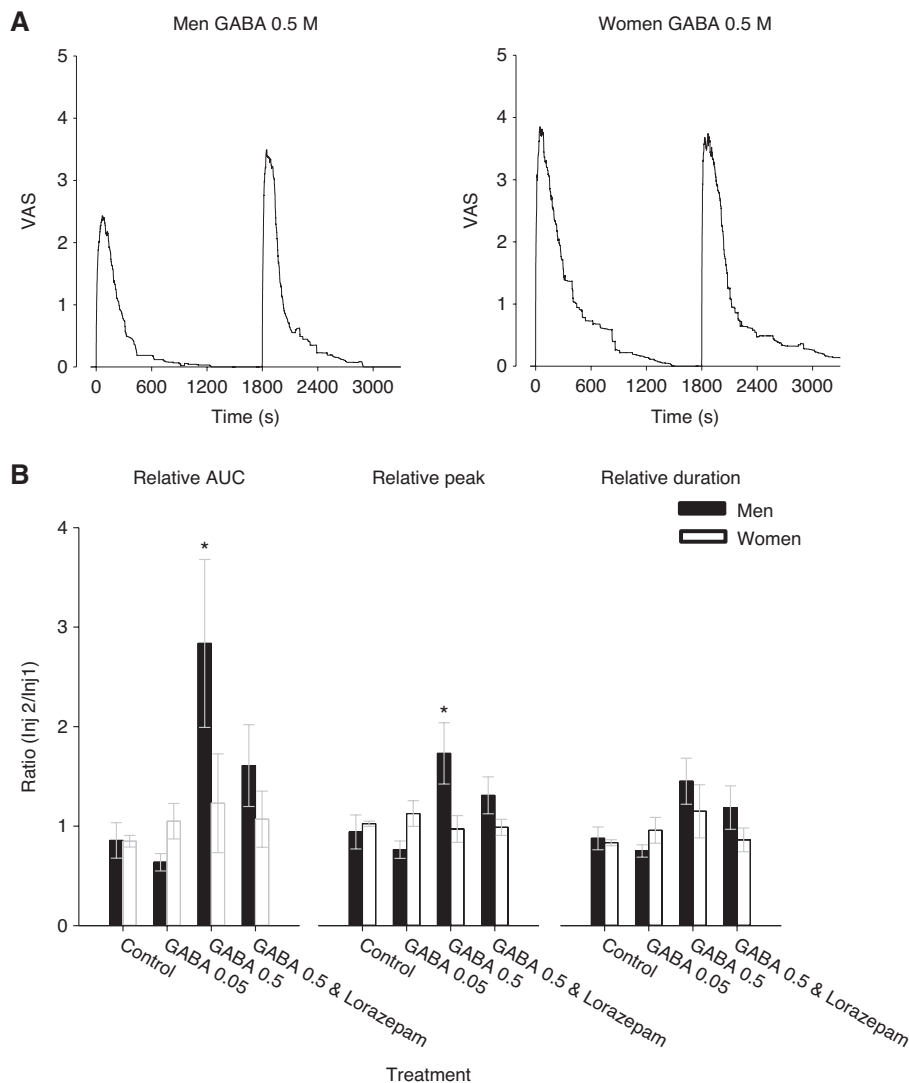 A
Men GABA 0.5 M
Women GABA 0.5 M
5
4
3
2
1
0
VAS
0 600 1200 1800 2400 3000
Time (s)
5
4
3
2
1
0
VAS
0 600 1200 1800 2400 3000
Time (s)
B
Relative AUC
Relative peak
Relative duration
Men
Women
4
3
2
1
0
Ratio (Inj 2/Inj1)
*
*
Control
GABA 0.05
GABA 0.5
GABA 0.5 & Lorazepam
Control
GABA 0.05
GABA 0.5
GABA 0.5 & Lorazepam
Control
GABA 0.05
GABA 0.5
GABA 0.5 & Lorazepam
Treatment